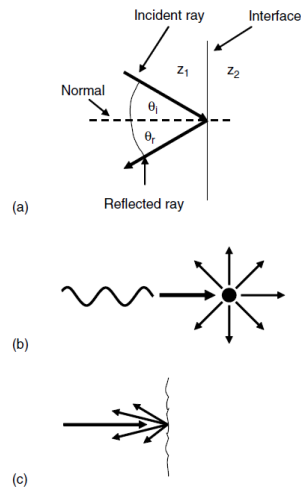 Incident ray
Interface
z1 z2
Normal
θi
θr
(a)
Reflected ray
(b)
(c)